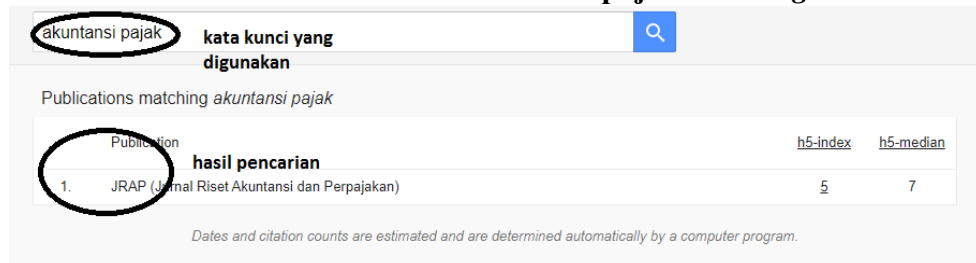 akuntansi pajak
kata kunci yang
digunakan
Publications matching akuntansi pajak
Publication
h5-index
h5-median
hasil pencarian
1.
JRAP (Jurnal Riset Akuntansi dan Perpajakan)
5
7
Dates and citation counts are estimated and are determined automatically by a computer program.